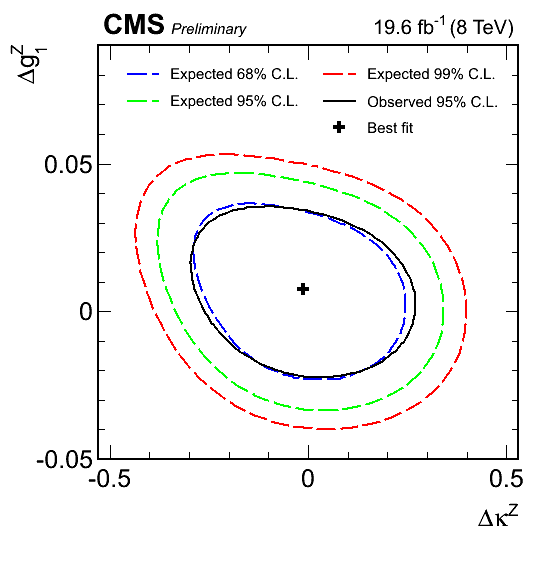 CMS Preliminary 19.6 fb⁻¹ (8 TeV)
Δg₁ᶻ
Expected 68% C.L. Expected 99% C.L.
Expected 95% C.L. Observed 95% C.L.
Best fit
0.05
0
-0.05
-0.5 0 0.5
Δκᶻ